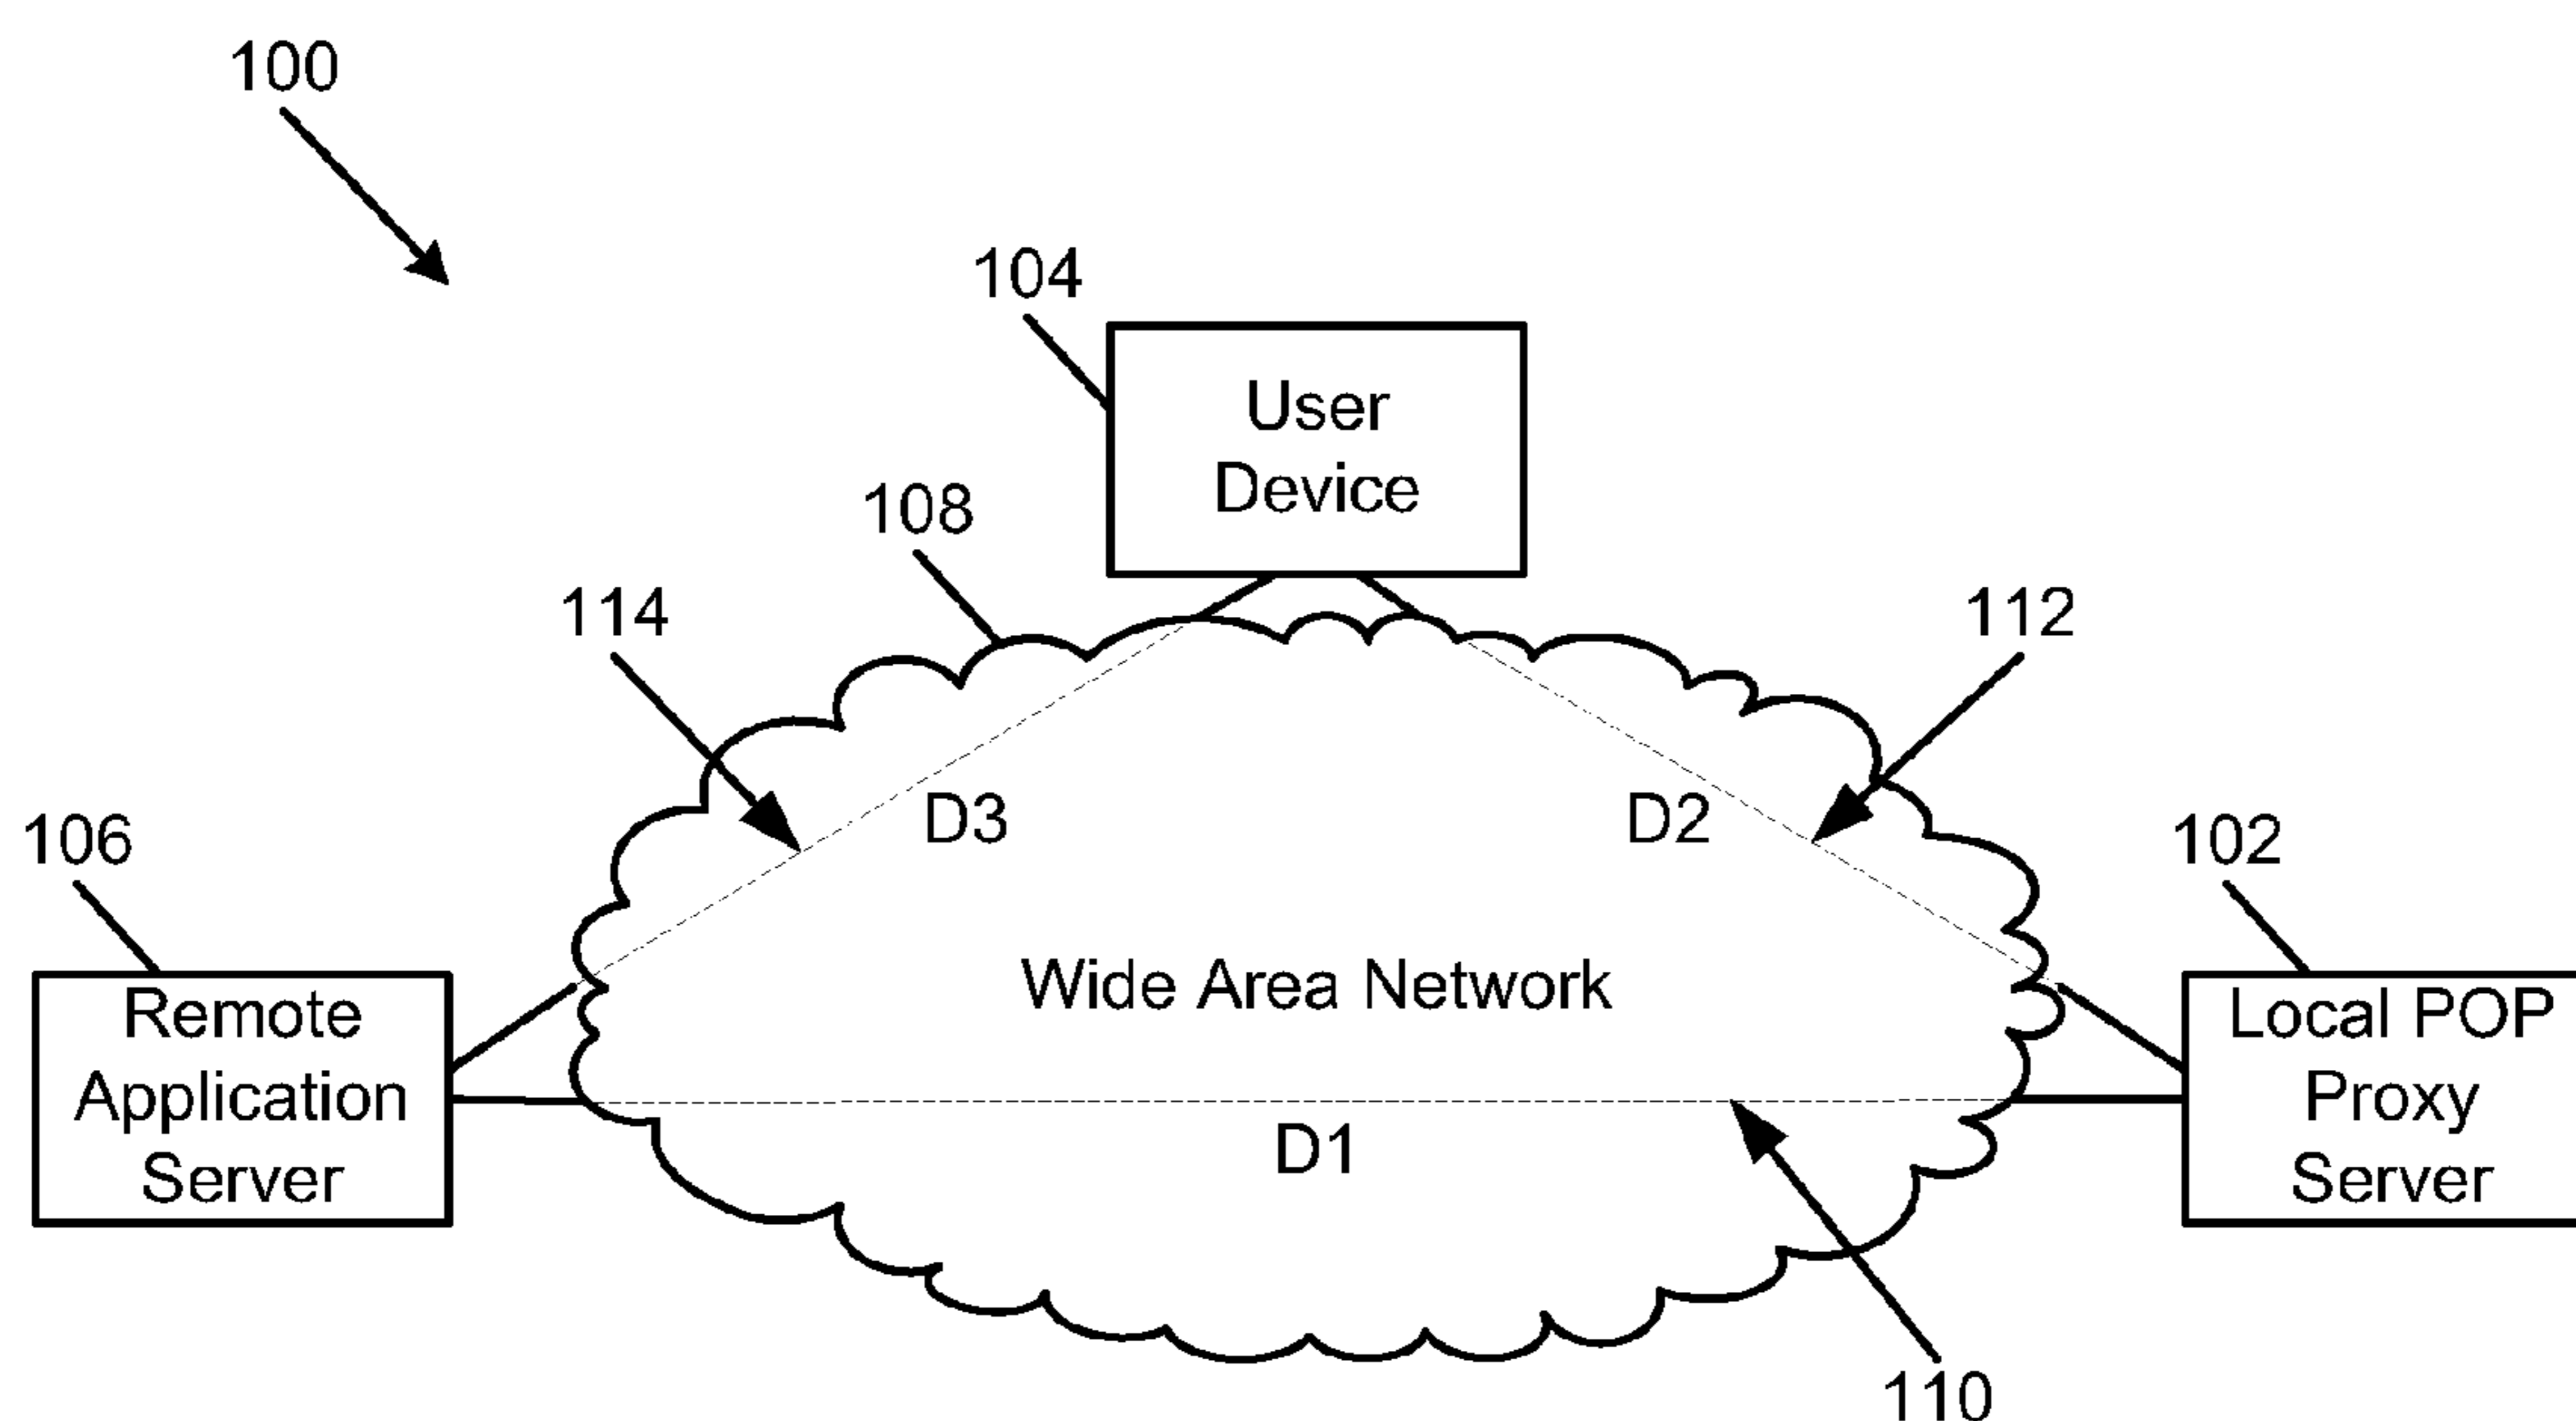 100
104
User
Device
108
114
112
D3
D2
106
102
Remote
Application
Server
Wide Area Network
Local POP
Proxy
Server
D1
110